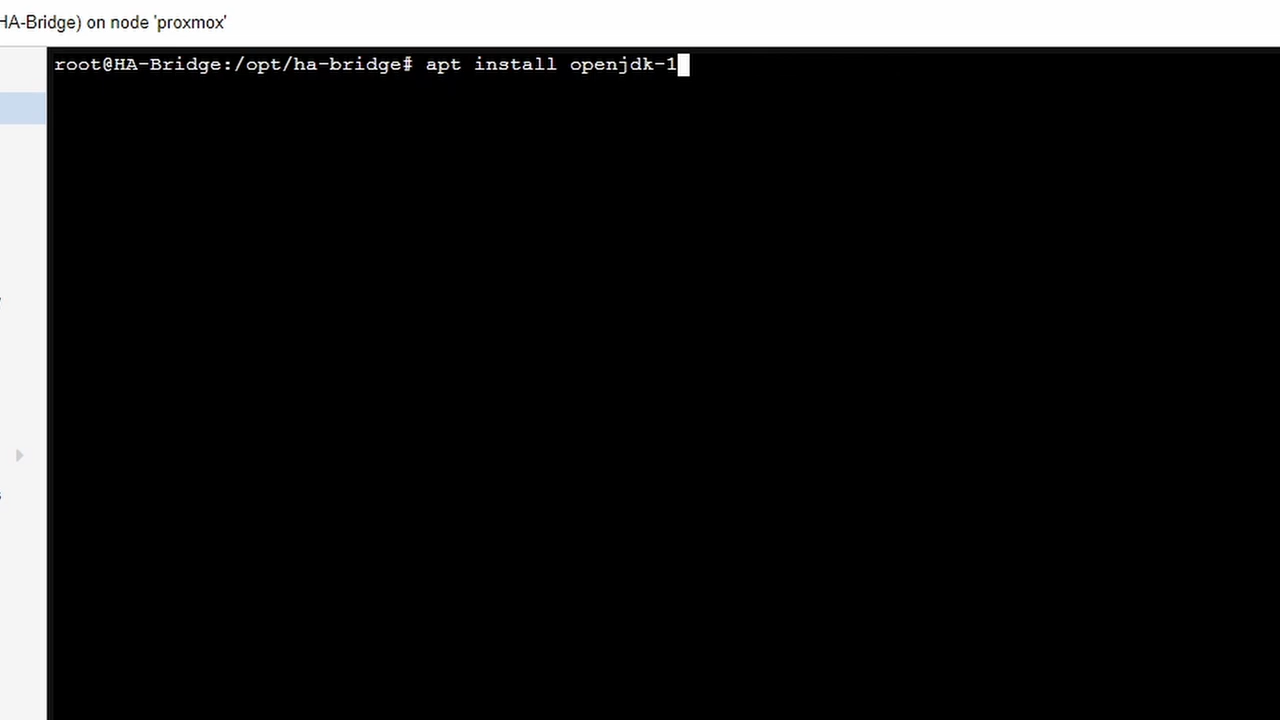 HA-Bridge) on node 'proxmox'
root@HA-Bridge:/opt/ha-bridge# apt install openjdk-1